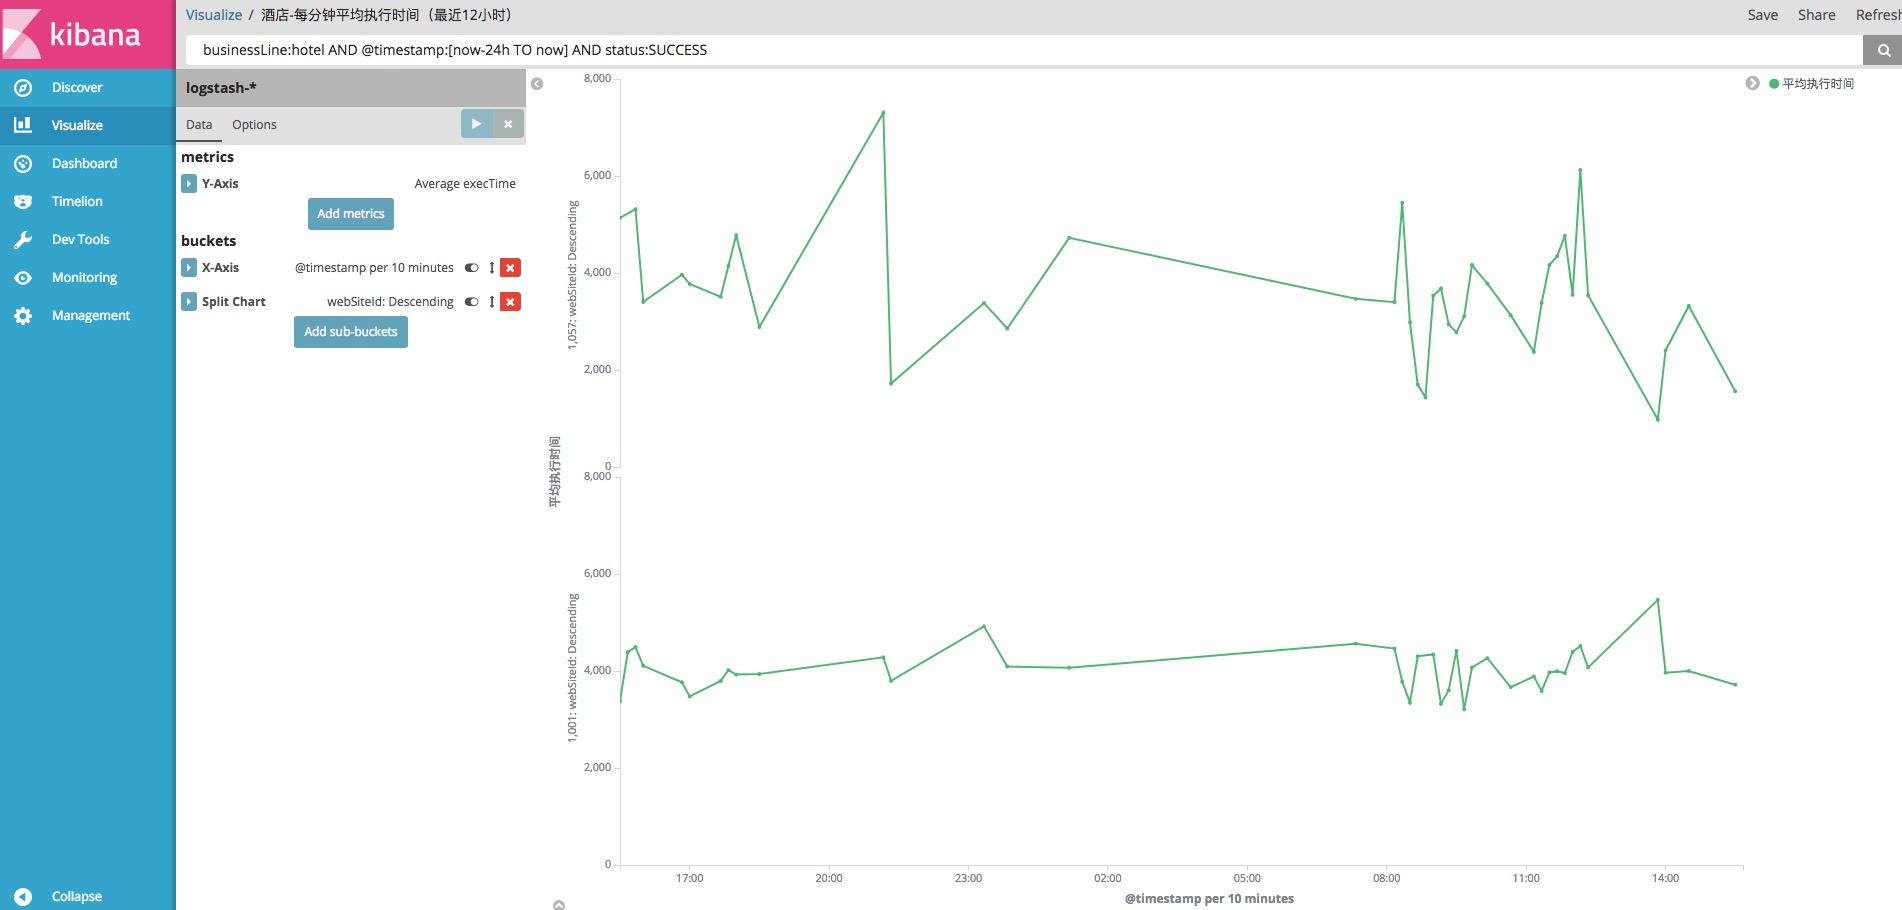 kibana
Discover
Visualize
Dashboard
Timelion
Dev Tools
Monitoring
Management
Collapse
Visualize / 酒店-每分钟平均执行时间（最近12小时）
Save Share Refresh
businessLine:hotel AND @timestamp:[now-24h TO now] AND status:SUCCESS
logstash-*
Data Options
metrics
Y-Axis Average execTime
Add metrics
buckets
X-Axis @timestamp per 10 minutes
Split Chart webSiteId: Descending
Add sub-buckets
平均执行时间
平均执行时间
1,057: webSiteId: Descending
8,000
6,000
4,000
2,000
0
1,001: webSiteId: Descending
8,000
6,000
4,000
2,000
0
17:00 20:00 23:00 02:00 05:00 08:00 11:00 14:00
@timestamp per 10 minutes